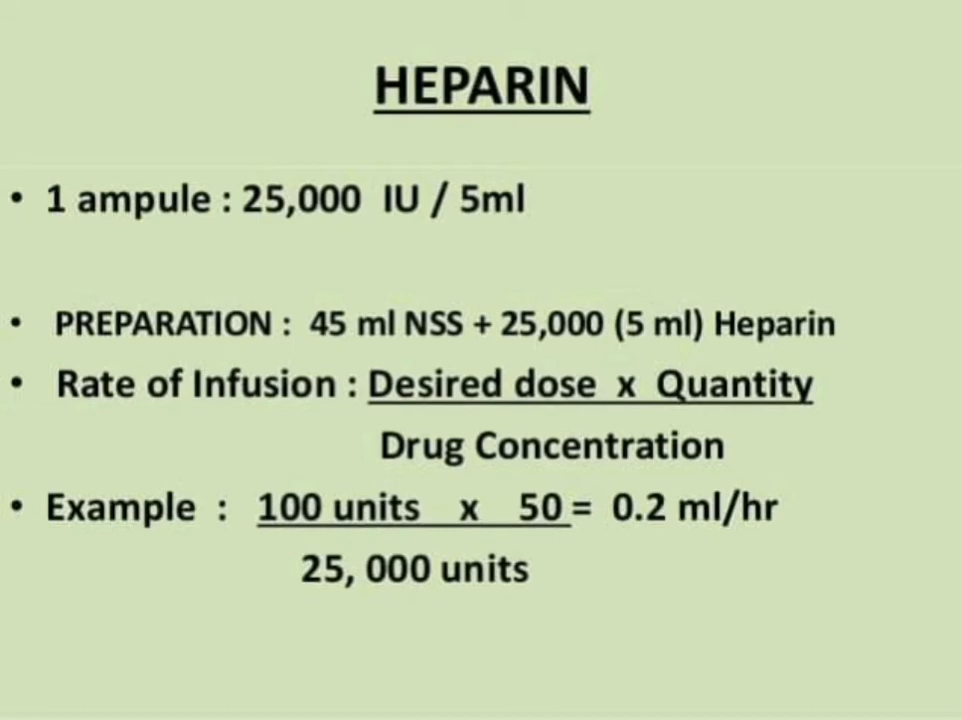 HEPARIN
• 1 ampule : 25,000 IU / 5ml
• PREPARATION : 45 ml NSS + 25,000 (5 ml) Heparin
• Rate of Infusion : Desired dose x Quantity
Drug Concentration
• Example : 100 units x 50 = 0.2 ml/hr
25, 000 units